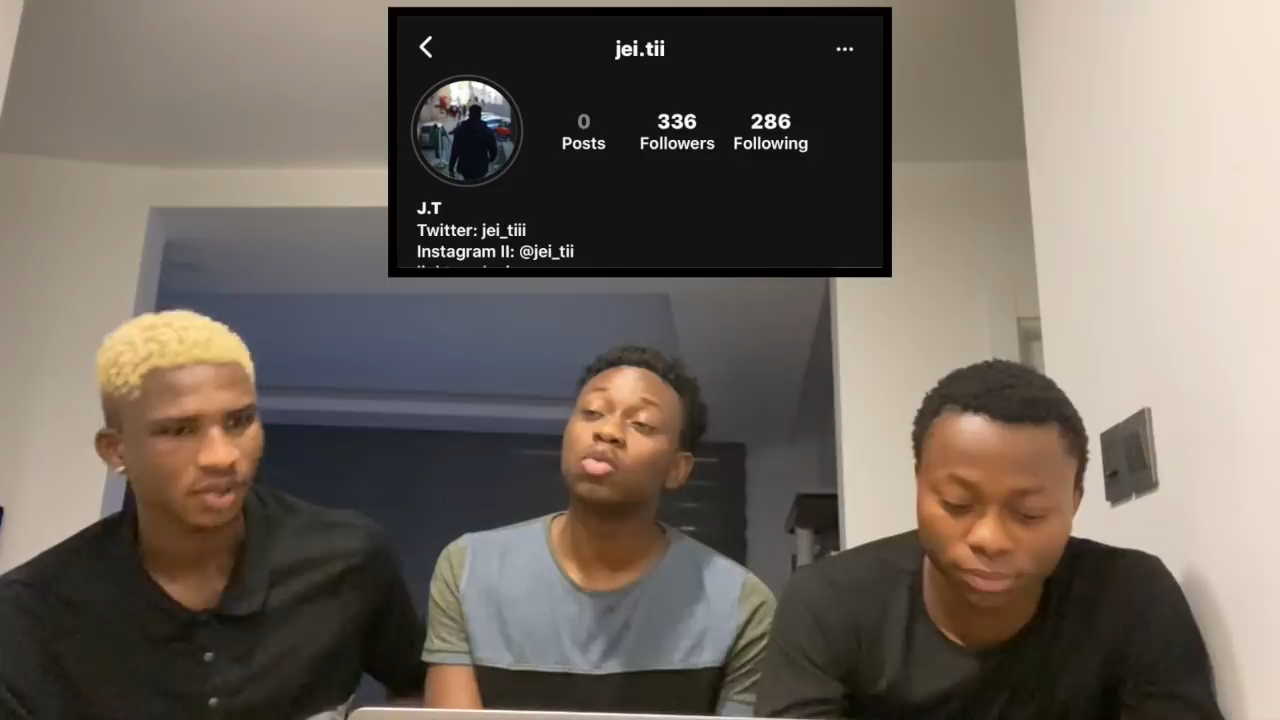 jei.tii
0 336 286
Posts Followers Following
J.T
Twitter: jei_tiii
Instagram II: @jei_tii